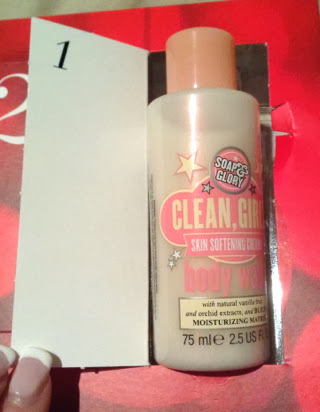 1
2
SOAP &
GLORY
CLEAN, GIRL
SKIN SOFTENING
body
with natural vanilla
and orchid extracts, and
MOISTURIZING
75 ml e 2.5 US